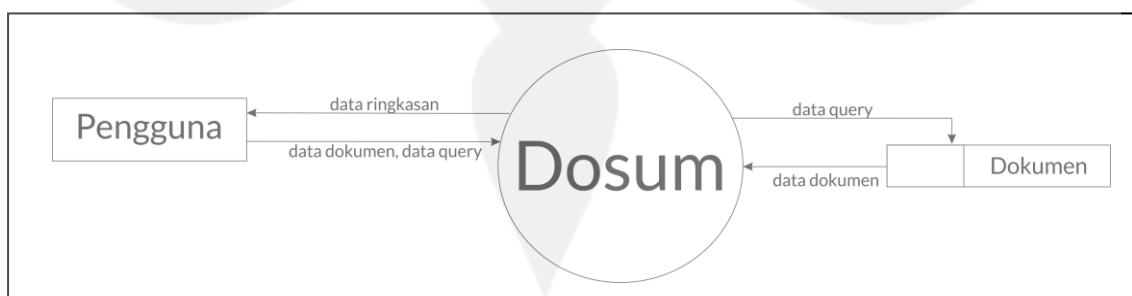 data ringkasan
Pengguna
data dokumen, data query
Dosum
data query
Dokumen
data dokumen